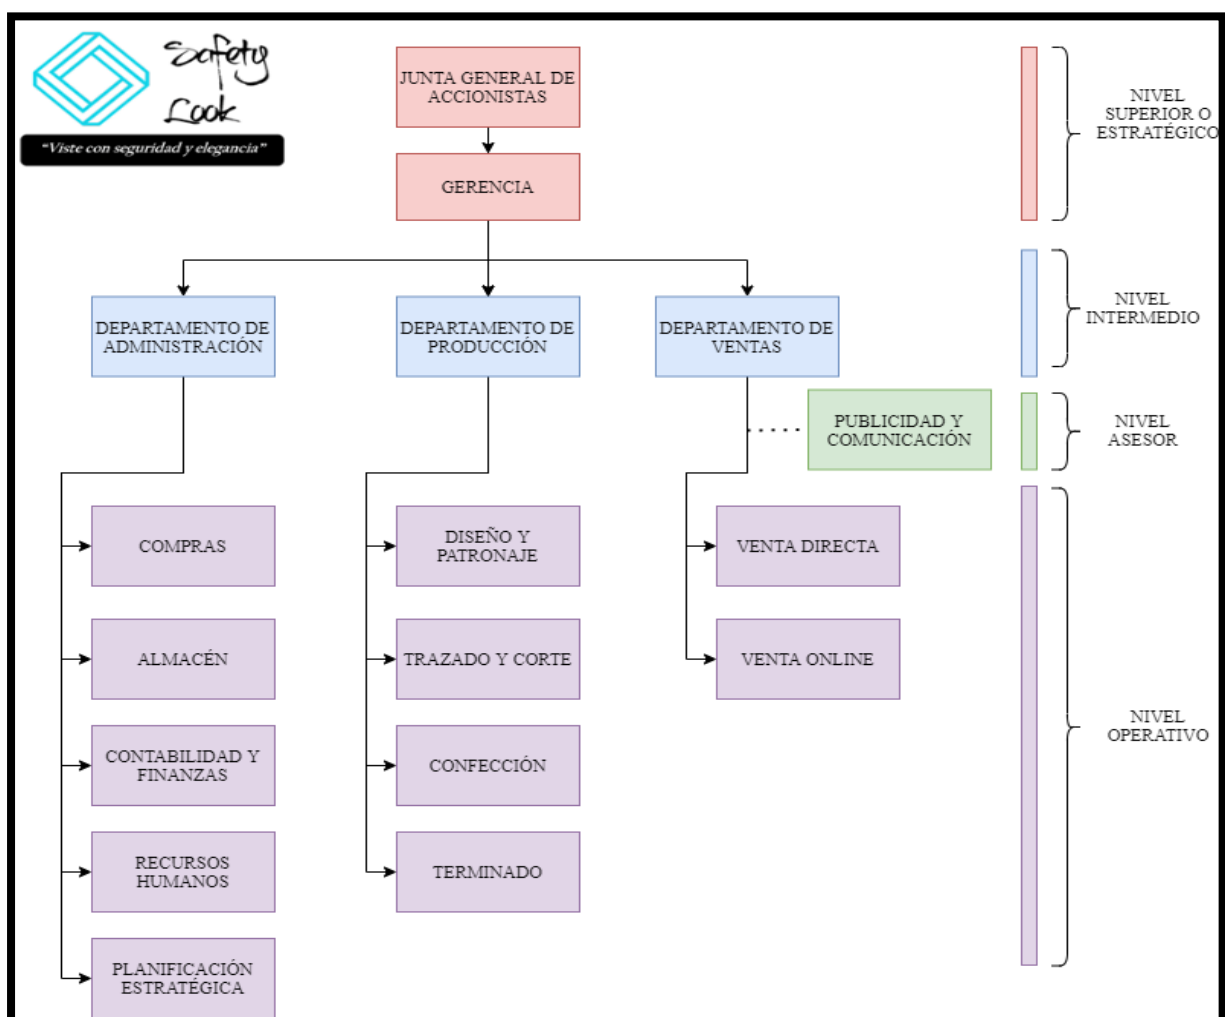 Safety
Look
“Viste con seguridad y elegancia”
JUNTA GENERAL DE
ACCIONISTAS
GERENCIA
NIVEL
SUPERIOR O
ESTRATÉGICO
DEPARTAMENTO DE
ADMINISTRACIÓN
DEPARTAMENTO DE
PRODUCCIÓN
DEPARTAMENTO DE
VENTAS
NIVEL
INTERMEDIO
PUBLICIDAD Y
COMUNICACIÓN
NIVEL
ASESOR
COMPRAS
ALMACÉN
CONTABILIDAD Y
FINANZAS
RECURSOS
HUMANOS
PLANIFICACIÓN
ESTRATÉGICA
DISEÑO Y
PATRONAJE
TRAZADO Y CORTE
CONFECCIÓN
TERMINADO
VENTA DIRECTA
VENTA ONLINE
NIVEL
OPERATIVO